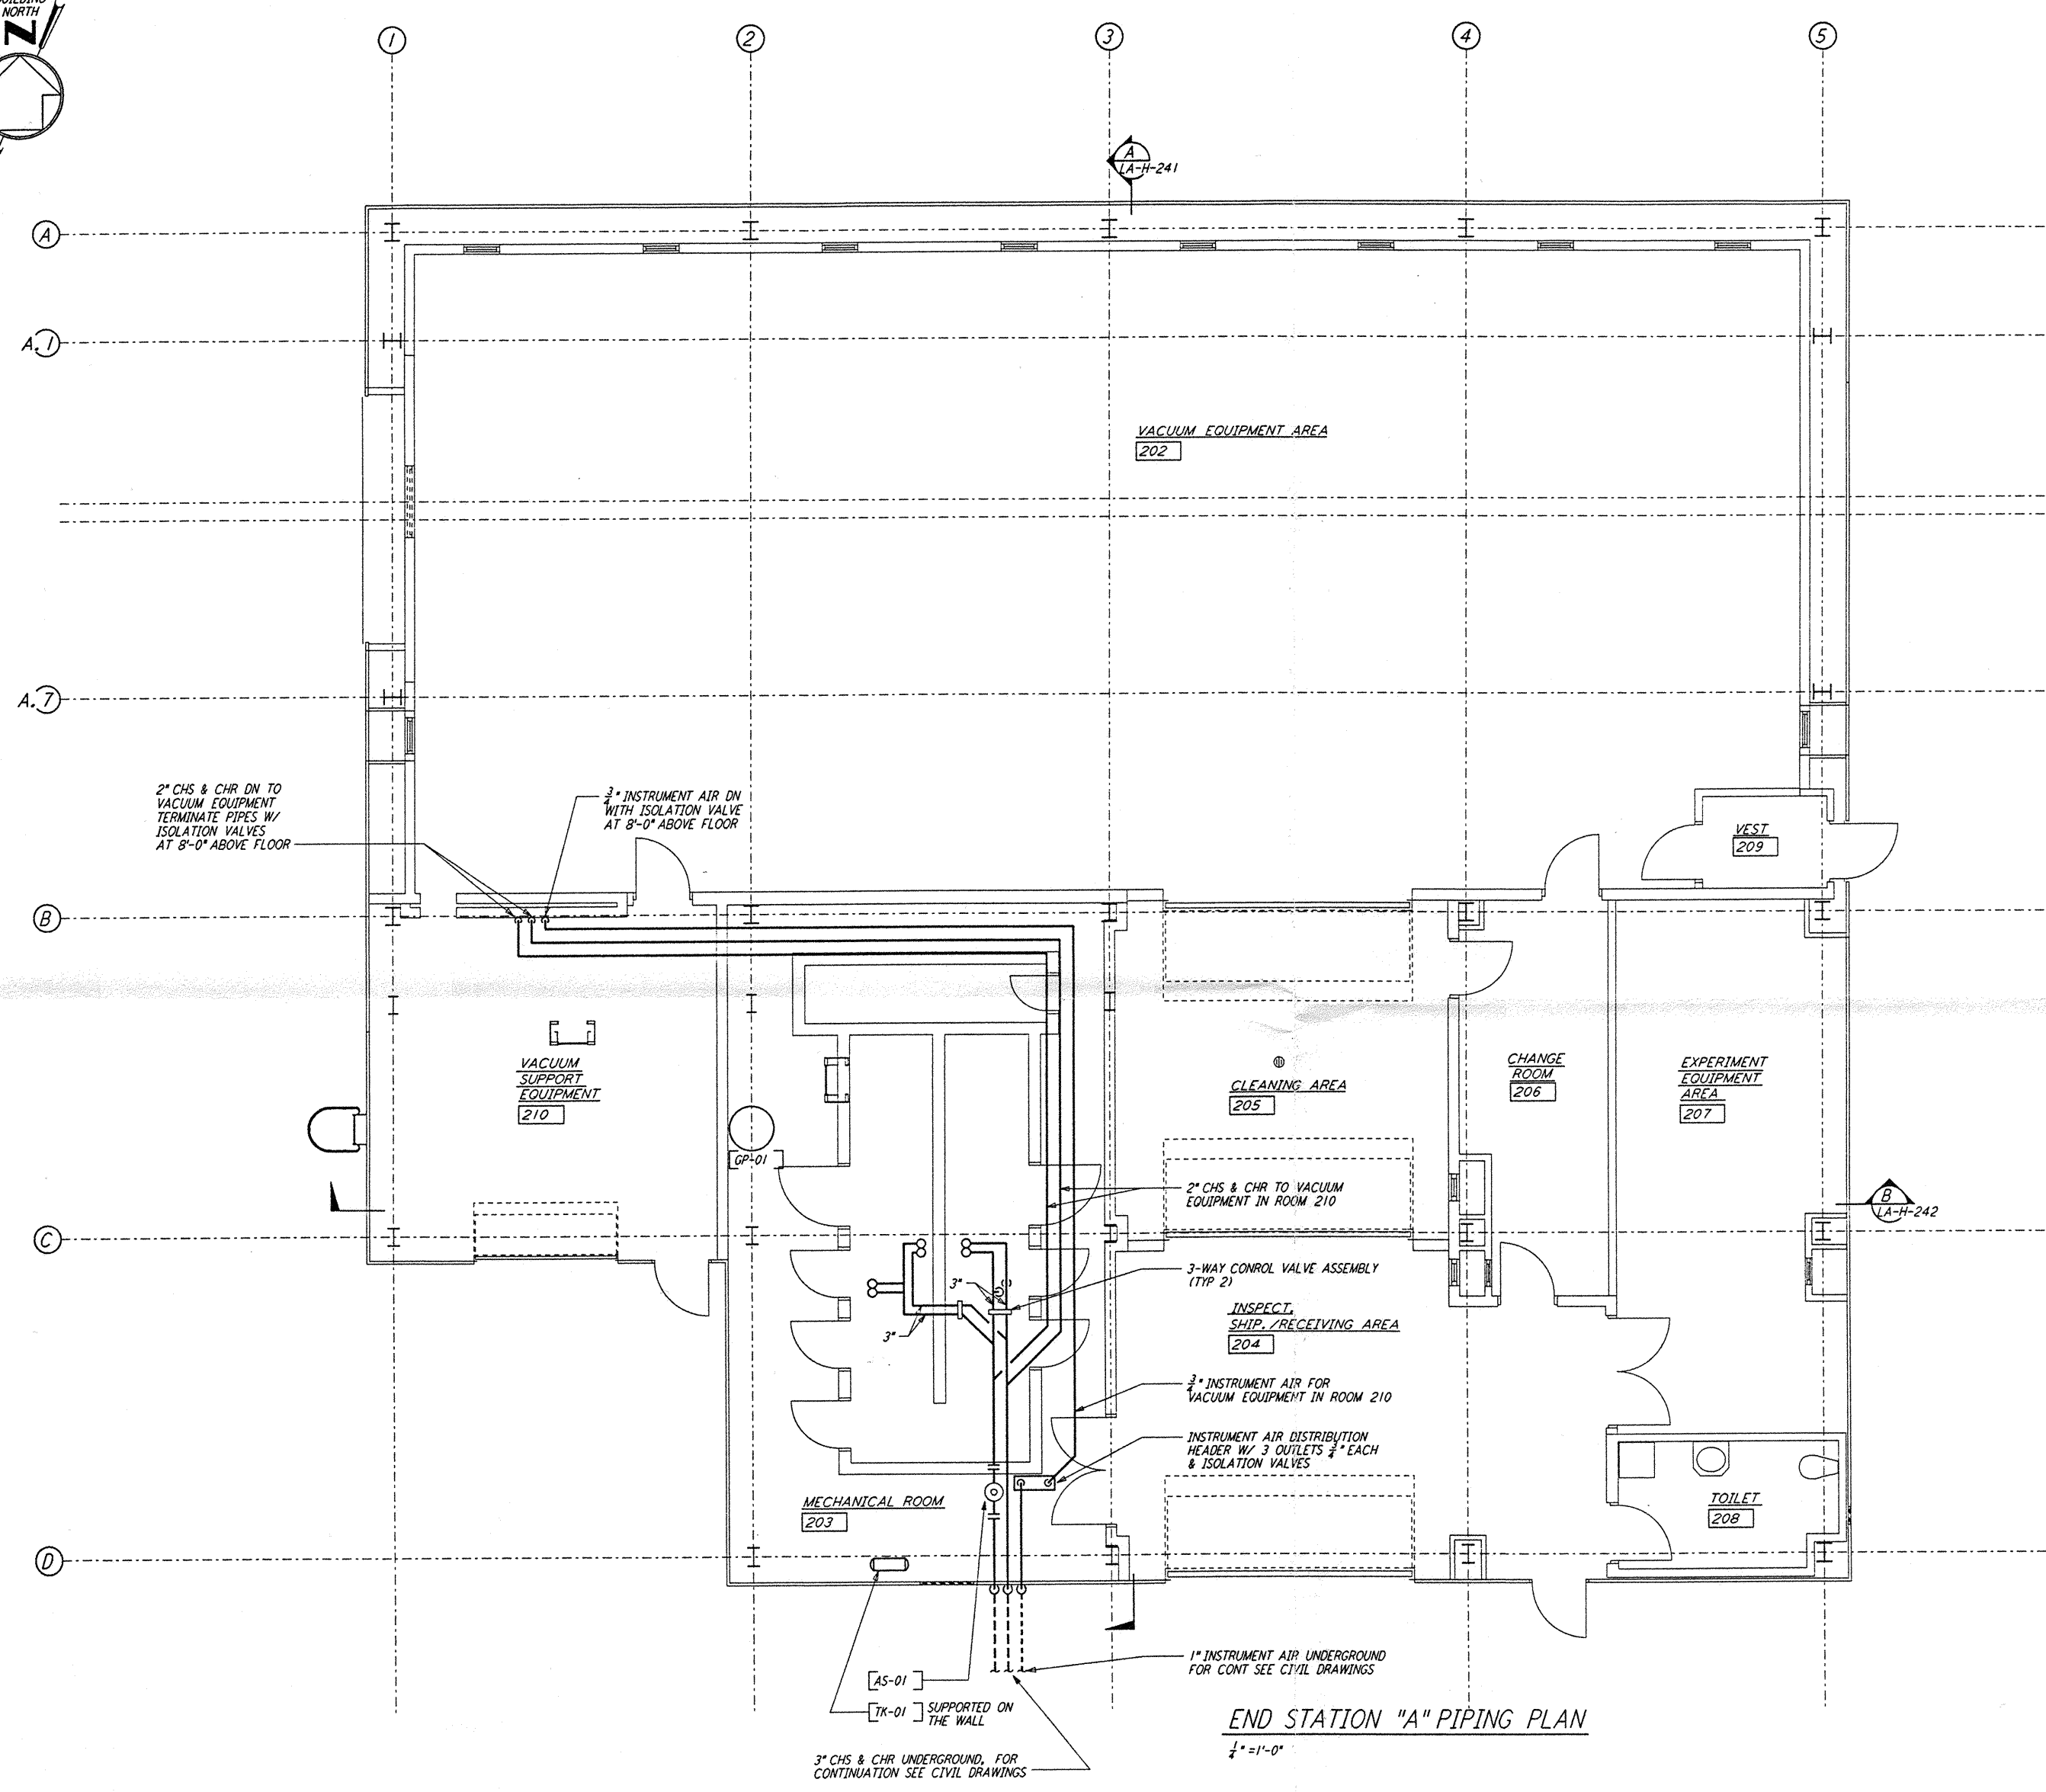 BUILDING
NORTH
N
1
2
3
4
5
A
LA-H-241
A
A.1
VACUUM EQUIPMENT AREA
202
A.7
2" CHS & CHR DN TO
VACUUM EQUIPMENT
TERMINATE PIPES W/
ISOLATION VALVES
AT 8'-0" ABOVE FLOOR
3/4" INSTRUMENT AIR DN
WITH ISOLATION VALVE
AT 8'-0" ABOVE FLOOR
VEST
209
B
VACUUM
SUPPORT
EQUIPMENT
210
CLEANING AREA
205
CHANGE
ROOM
206
EXPERIMENT
EQUIPMENT
AREA
207
GP-01
2" CHS & CHR TO VACUUM
EQUIPMENT IN ROOM 210
B
LA-H-242
C
3-WAY CONROL VALVE ASSEMBLY
(TYP 2)
3"
3"
INSPECT,
SHIP./RECEIVING AREA
204
3/4" INSTRUMENT AIR FOR
VACUUM EQUIPMENT IN ROOM 210
INSTRUMENT AIR DISTRIBUTION
HEADER W/ 3 OUTLETS 3/4" EACH
& ISOLATION VALVES
MECHANICAL ROOM
203
TOILET
208
D
1" INSTRUMENT AIR UNDERGROUND
FOR CONT SEE CIVIL DRAWINGS
AS-01
TK-01
SUPPORTED ON
THE WALL
3" CHS & CHR UNDERGROUND, FOR
CONTINUATION SEE CIVIL DRAWINGS
END STATION "A" PIPING PLAN
1/4" =1'-0"